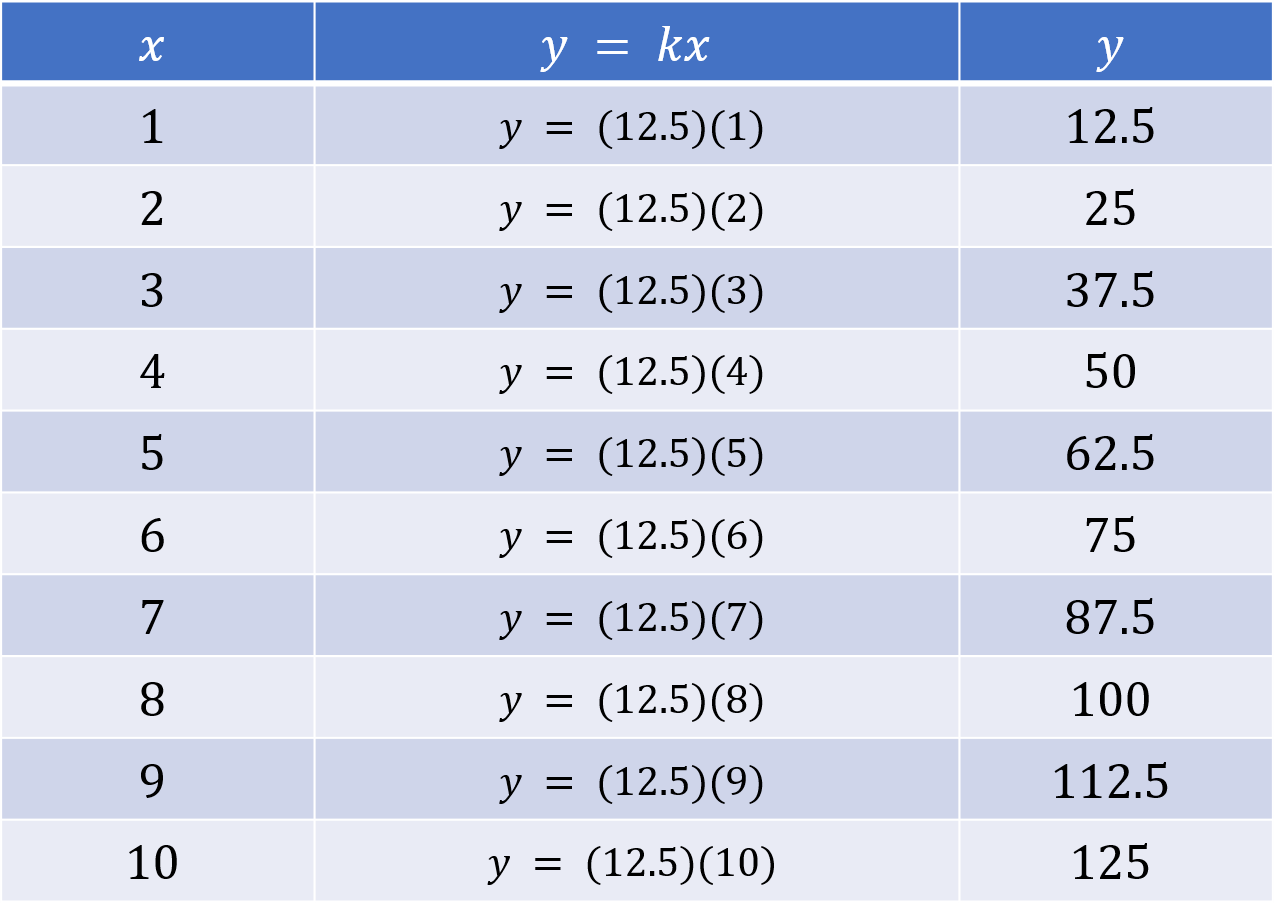 x y = kx y
1 y = (12.5)(1) 12.5
2 y = (12.5)(2) 25
3 y = (12.5)(3) 37.5
4 y = (12.5)(4) 50
5 y = (12.5)(5) 62.5
6 y = (12.5)(6) 75
7 y = (12.5)(7) 87.5
8 y = (12.5)(8) 100
9 y = (12.5)(9) 112.5
10 y = (12.5)(10) 125